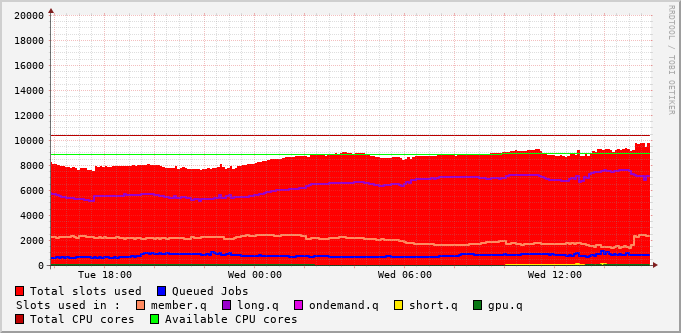 20000
18000
16000
14000
12000
10000
8000
6000
4000
2000
0
Tue 18:00 Wed 00:00 Wed 06:00 Wed 12:00
RRDTOOL / TOBI OETIKER
Total slots used Queued Jobs
Slots used in : member.q long.q ondemand.q short.q gpu.q
Total CPU cores Available CPU cores